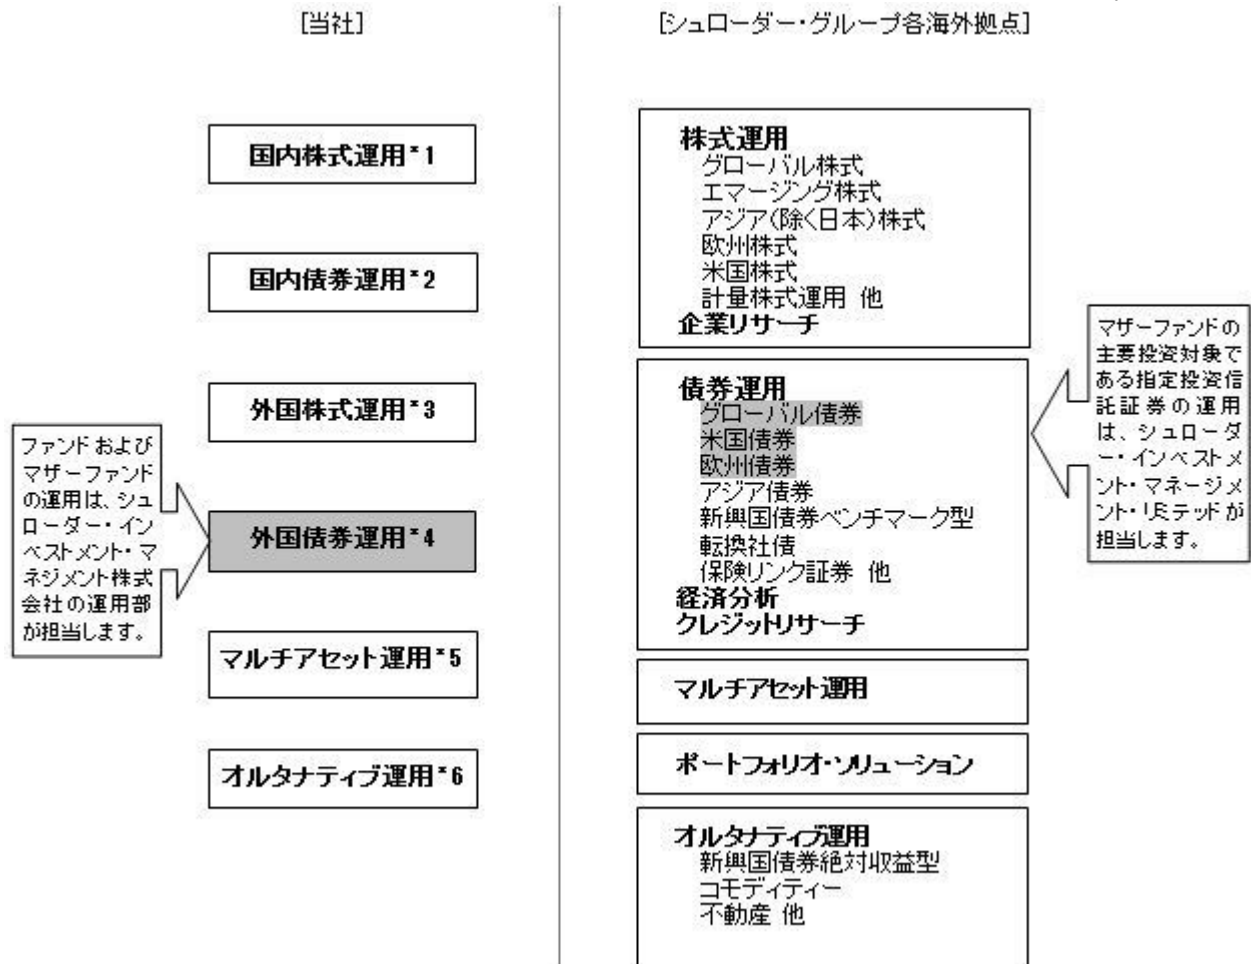 [当社]
[シュローダー・グループ各海外拠点]
国内株式運用*1
国内債券運用*2
外国株式運用*3
外国債券運用*4
マルチアセット運用*5
オルタナティブ運用*6
ファンドおよび
マザーファンド
の運用は、シュ
ローダー・イン
ベストメント・マ
ネジメント株式
会社の運用部
が担当します。
株式運用
グローバル株式
エマージング株式
アジア(除く日本)株式
欧州株式
米国株式
計量株式運用 他
企業リサーチ
債券運用
グローバル債券
米国債券
欧州債券
アジア債券
新興国債券ベンチマーク型
転換社債
保険リンク証券 他
経済分析
クレジットリサーチ
マルチアセット運用
ポートフォリオ・ソリューション
オルタナティブ運用
新興国債券絶対収益型
コモディティー
不動産 他
マザーファンドの
主要投資対象で
ある指定投資信
託証券の運用
は、シュローダ
ー・インベストメ
ント・マネージメ
ント・リミテッドが
担当します。